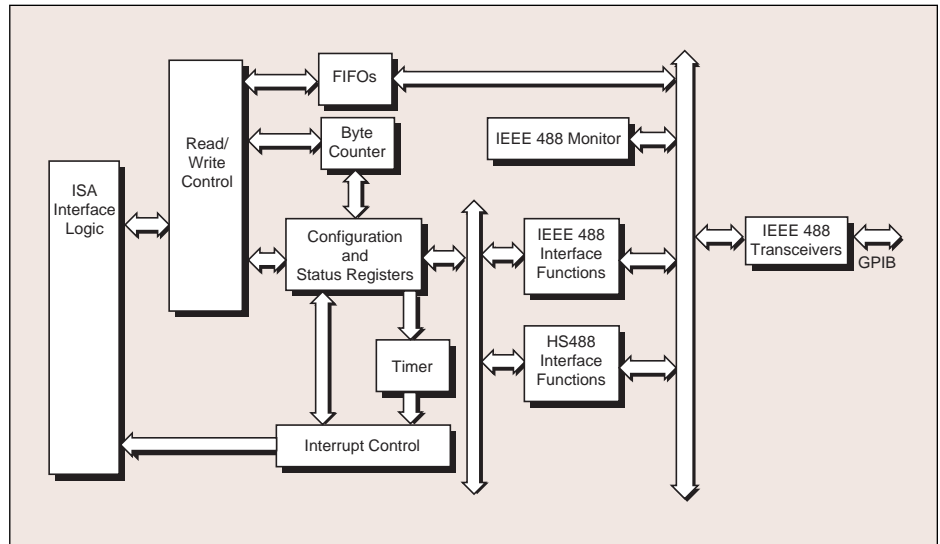 FIFOs
Byte
Counter
IEEE 488 Monitor
Read/
Write
Control
ISA
Interface
Logic
Configuration
and
Status Registers
IEEE 488
Interface
Functions
IEEE 488
Transceivers
GPIB
HS488
Interface
Functions
Timer
Interrupt Control